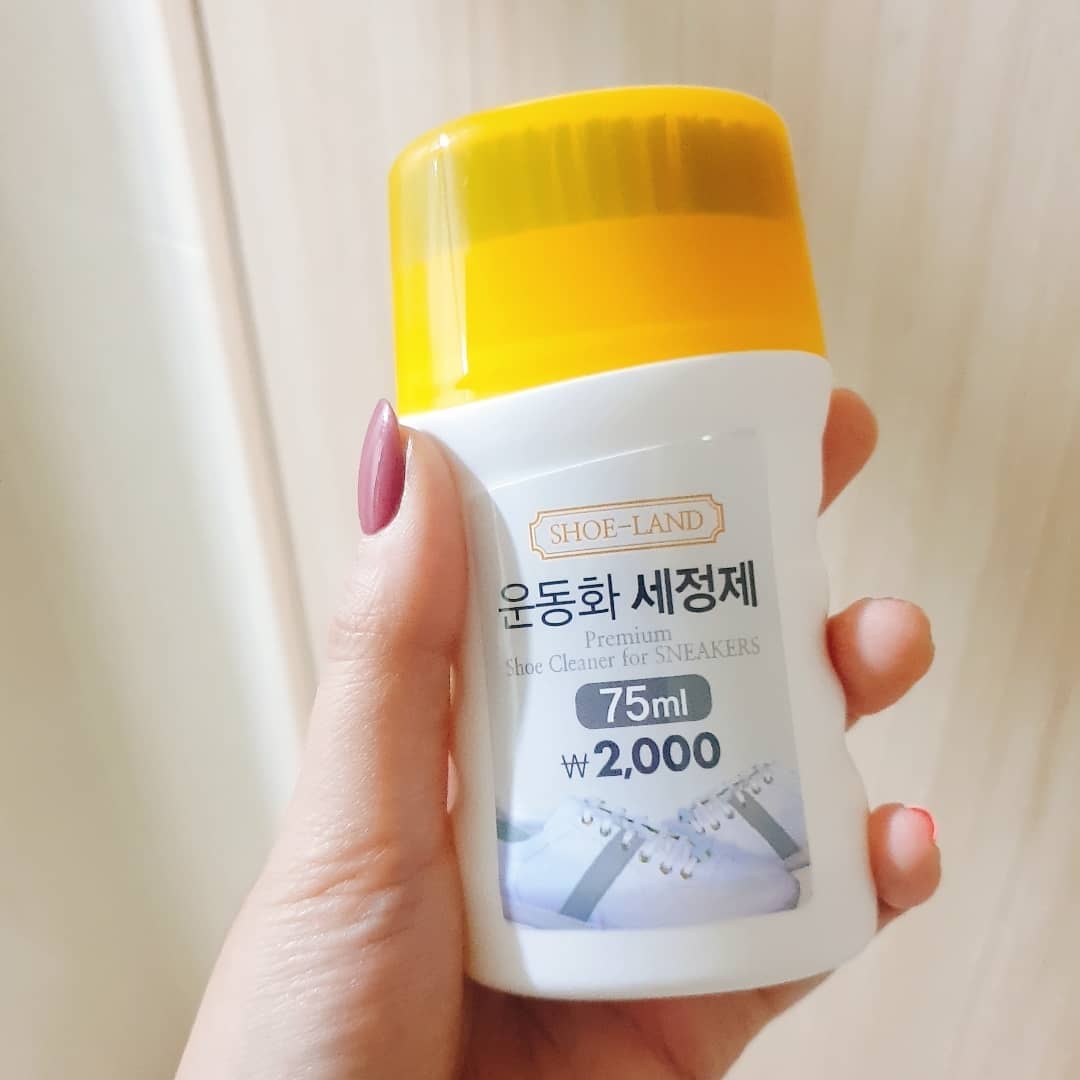 SHOE-LAND
운동화 세정제
Premium
Shoe Cleaner for SNEAKERS
75ml
₩2,000